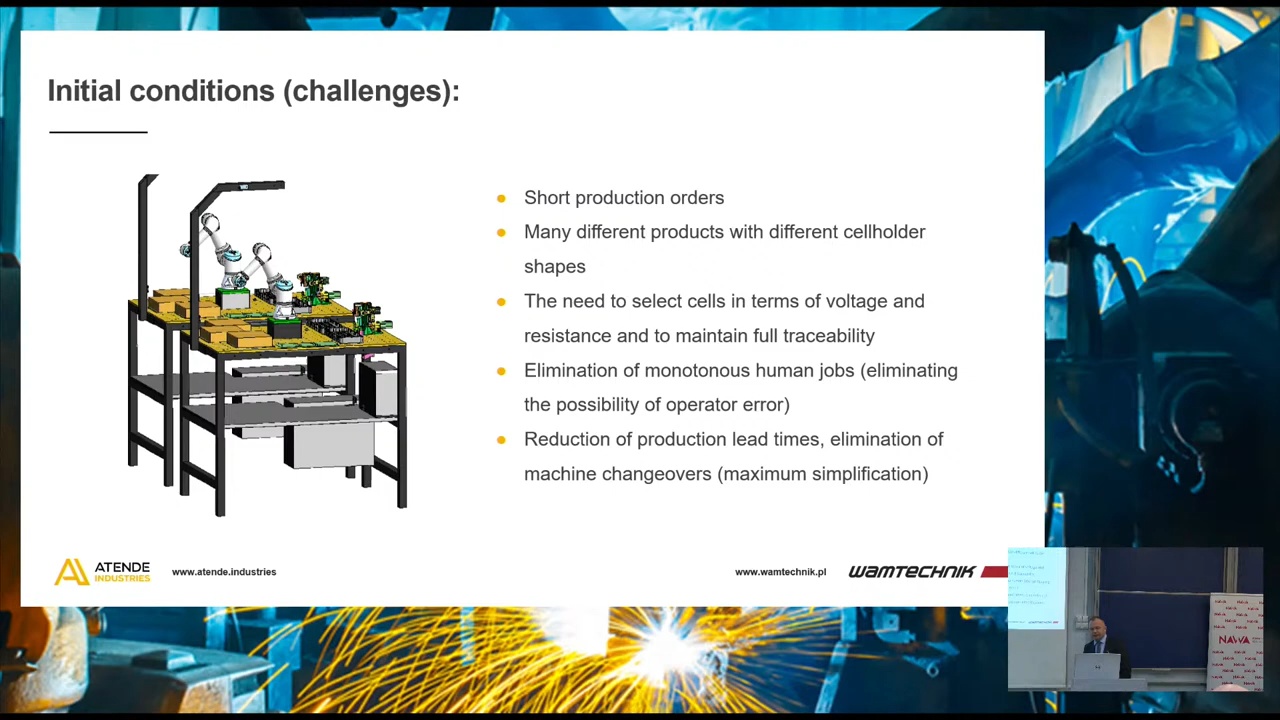 Initial conditions (challenges):
Short production orders
Many different products with different cellholder
shapes
The need to select cells in terms of voltage and
resistance and to maintain full traceability
Elimination of monotonous human jobs (eliminating
the possibility of operator error)
Reduction of production lead times, elimination of
machine changeovers (maximum simplification)
ATENDE
INDUSTRIES
www.atende.industries
www.wamtechnik.pl
WAMTECHNIK
NAWA